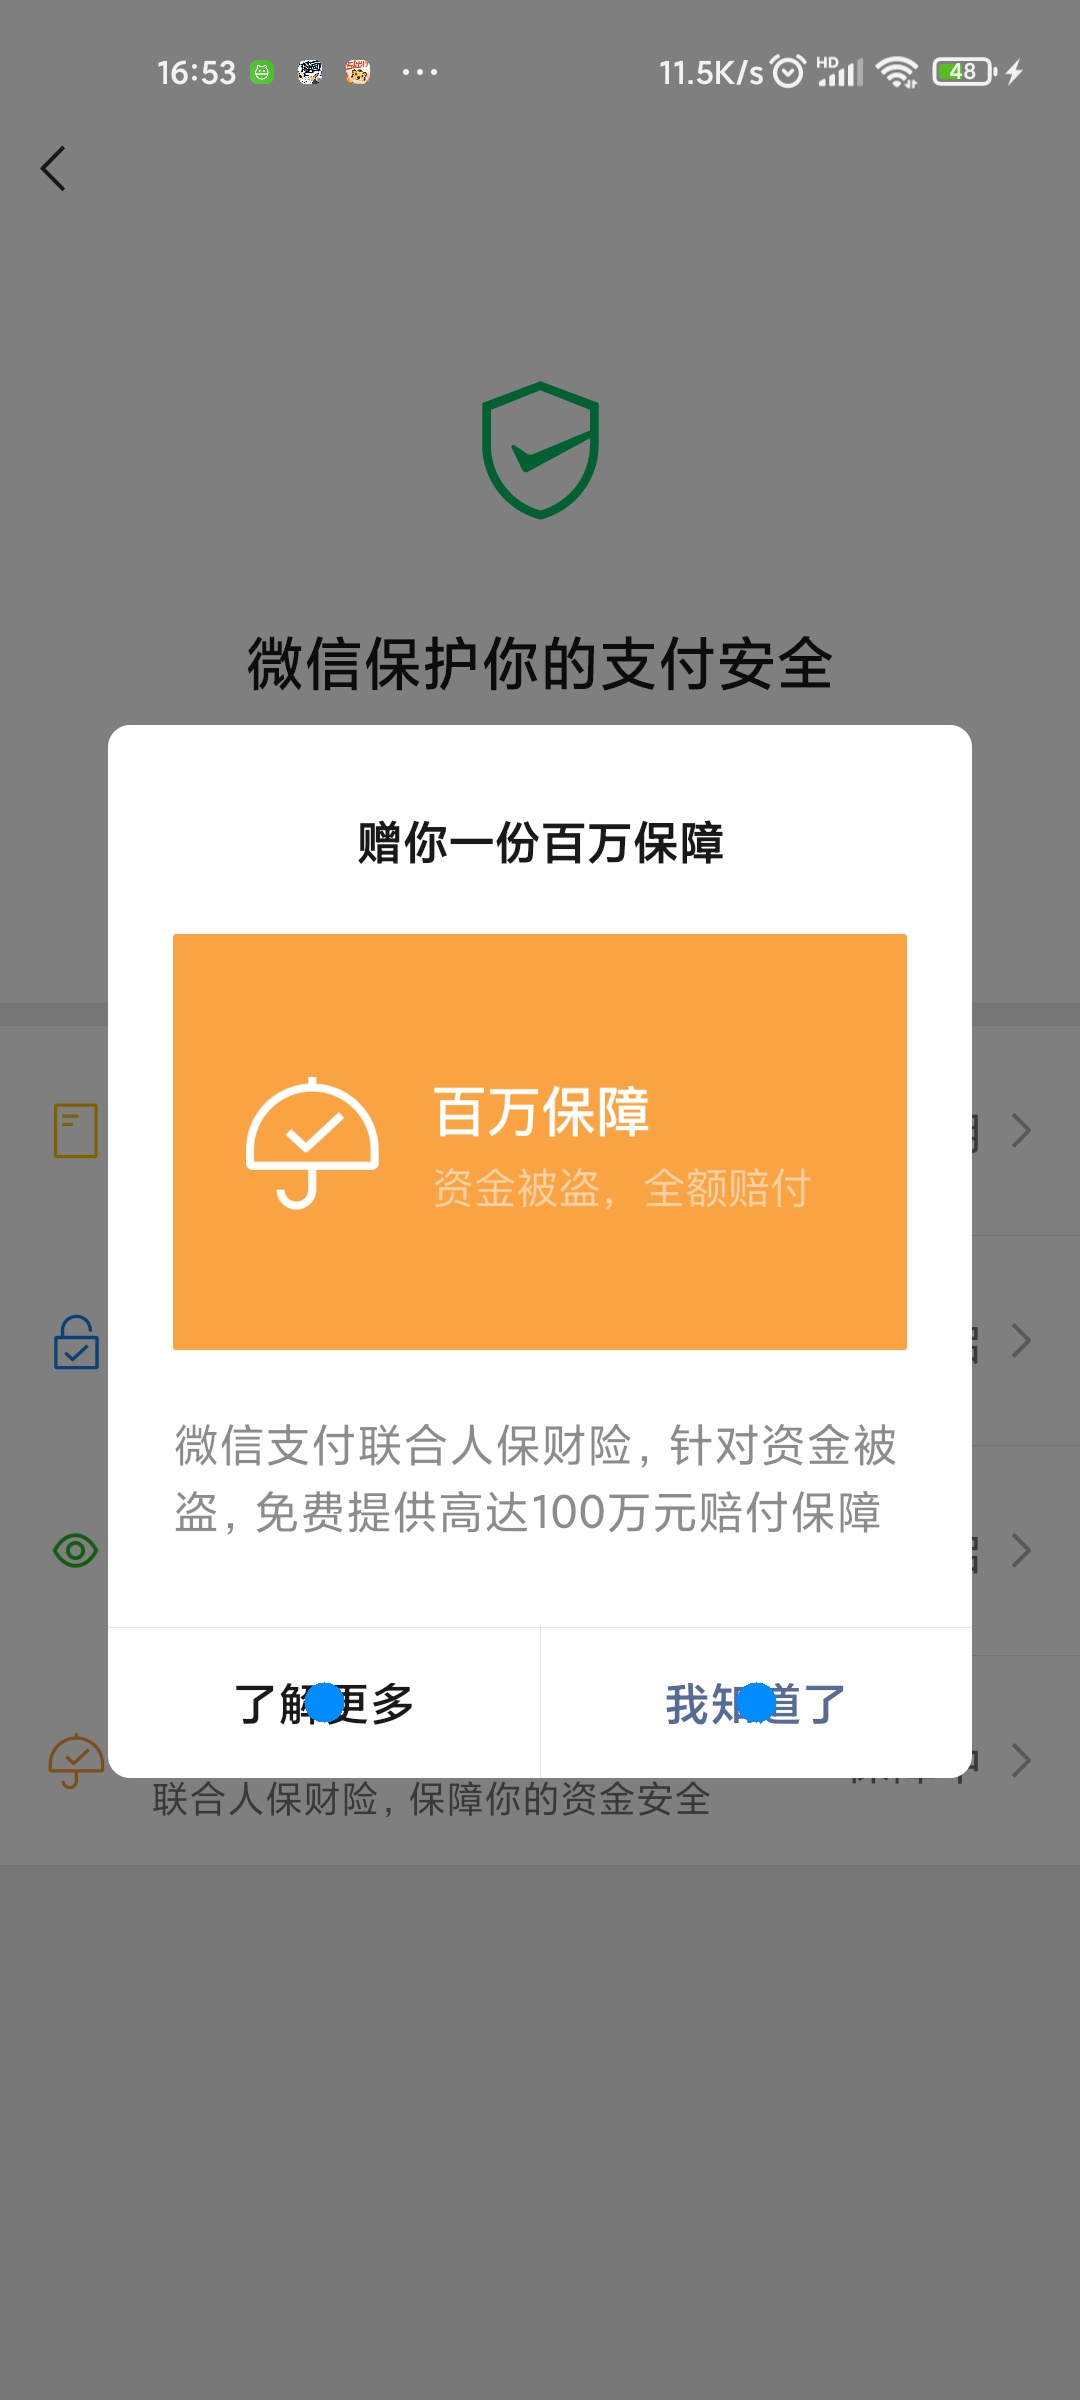 16:53
11.5K/s
HD
48
微信保护你的支付安全
赠你一份百万保障
百万保障
资金被盗，全额赔付
微信支付联合人保财险，针对资金被
盗，免费提供高达100万元赔付保障
了解更多
我知道了
联合人保财险，保障你的资金安全